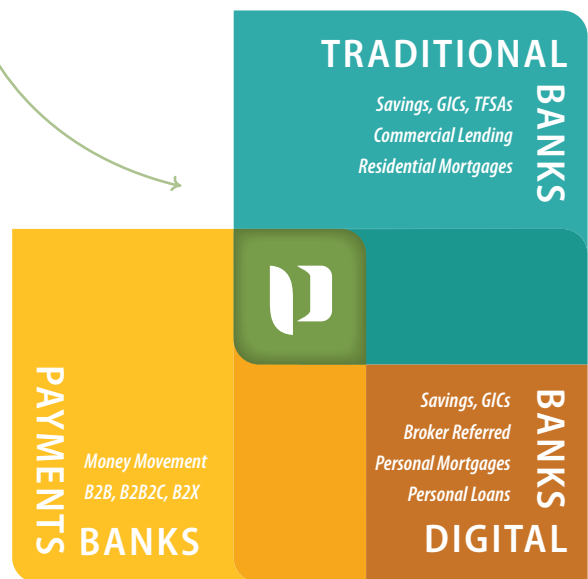 TRADITIONAL
BANKS
Savings, GICs, TFSAs
Commercial Lending
Residential Mortgages
PAYMENTS
BANKS
Money Movement
B2B, B2B2C, B2X
Savings, GICs
Broker Referred
Personal Mortgages
Personal Loans
BANKS
DIGITAL